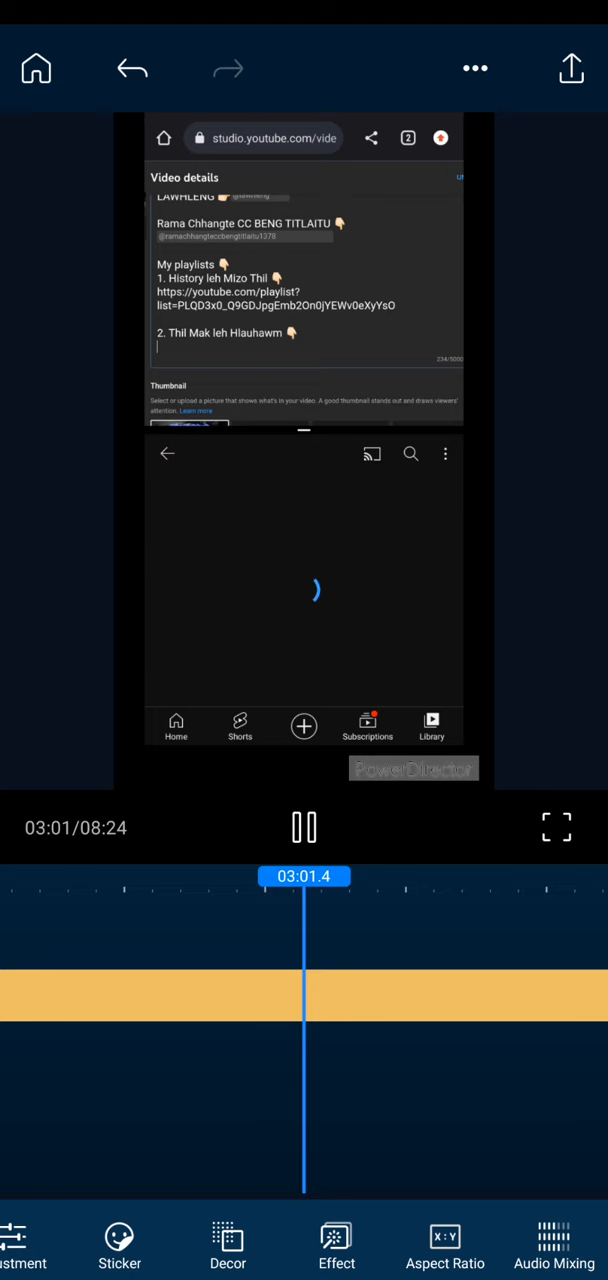 studio.youtube.com/vide
2
Video details
UN
LAWHLENG 👉🏻 @lawhleng
Rama Chhangte CC BENG TITLAITU 👇🏻
@ramachhangteccbengtitlaitu1378
My playlists 👇🏻
1. History leh Mizo Thil 👇🏻
https://youtube.com/playlist?
list=PLQD3x0_Q9GDJpgEmb2On0jYEWv0eXyYsO
2. Thil Mak leh Hlauhawm 👇🏻
234/5000
Thumbnail
Select or upload a picture that shows what's in your video. A good thumbnail stands out and draws viewers'
attention. Learn more
Home
Shorts
Subscriptions
Library
PowerDirector
03:01/08:24
03:01.4
ustment
Sticker
Decor
Effect
X:Y
Aspect Ratio
Audio Mixing